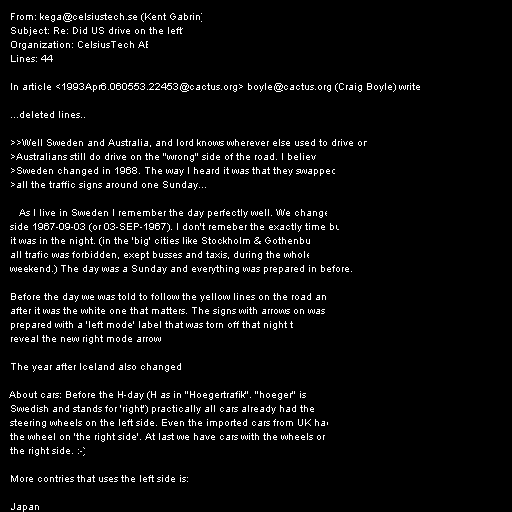 From: kega@celsiustech.se (Kent Gabrin
Subject: Re: Did US drive on the left
Organization: CelsiusTech AB
Lines: 44
In article <1993Apr6.060553.22453@cactus.org> boyle@cactus.org (Craig Boyle) write
...deleted lines..
>>Well Sweden and Australia, and lord knows wherever else used to drive or
>Australians still do drive on the "wrong" side of the road. I believ
>Sweden changed in 1968. The way I heard it was that they swapped
>all the traffic signs around one Sunday...
As I live in Sweden I remember the day perfectly well. We change
side 1967-09-03 (or 03-SEP-1967). I don't remeber the exactly time bu
it was in the night. (in the 'big' cities like Stockholm & Gothenbu
all trafic was forbidden, exept busses and taxis, during the whole
weekend.) The day was a Sunday and everything was prepared in before.
Before the day we was told to follow the yellow lines on the road an
after it was the white one that matters. The signs with arrows on was
prepared with a 'left mode' label that was torn off that night t
reveal the new right mode arrow
The year after Iceland also changed
About cars: Before the H-day (H as in "Hoegertrafik". "hoeger" is
Swedish and stands for 'right') practically all cars already had the
steering wheels on the left side. Even the imported cars from UK had
the wheel on 'the right side'. At last we have cars with the wheels or
the right side. :-)
More contries that uses the left side is:
Japan